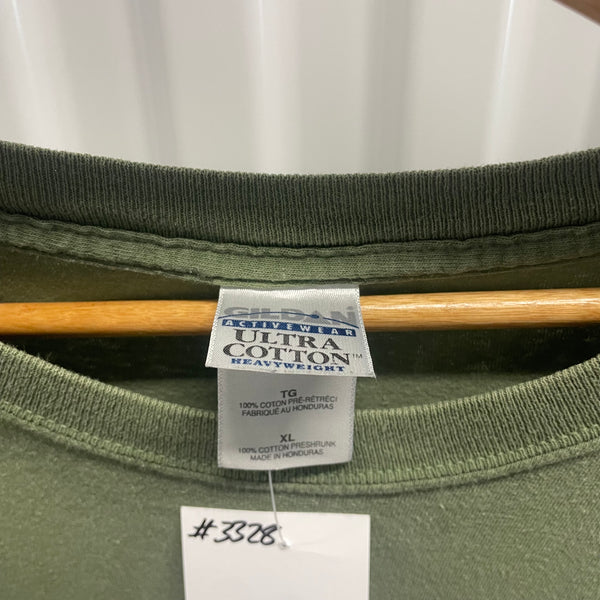 GILDAN
ACTIVEWEAR
ULTRA
COTTON™
HEAVYWEIGHT
TG
100% COTON PRÉ-RÉTRÉCI
FABRIQUÉ AU HONDURAS
XL
100% COTTON PRESHRUNK
MADE IN HONDURAS
#3328